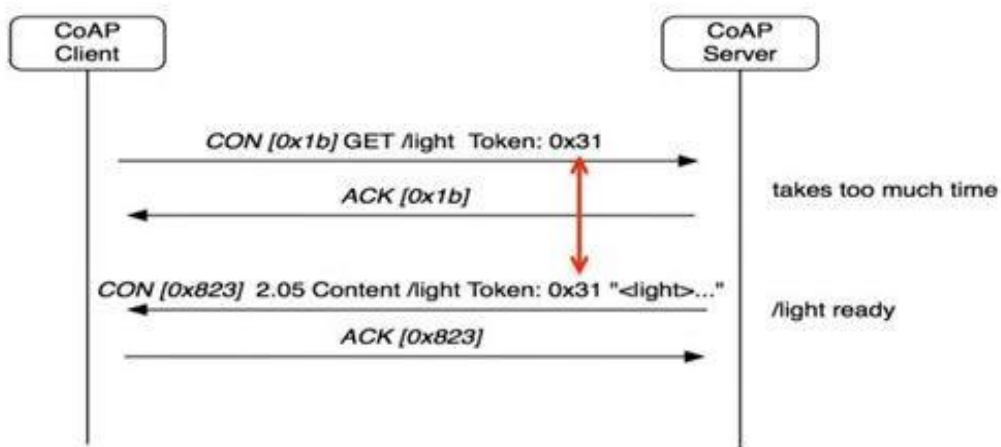 CoAP
Client
CoAP
Server
CON [0x1b] GET /light Token: 0x31
ACK [0x1b]
takes too much time
CON [0x823] 2.05 Content /light Token: 0x31 "<light>..."
/light ready
ACK [0x823]